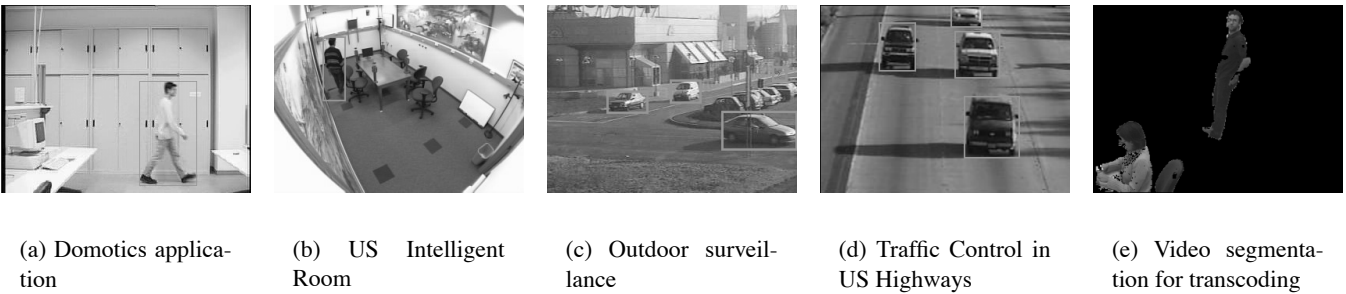 (a) Domotics applica-
tion
(b) US Intelligent
Room
(c) Outdoor surveil-
lance
(d) Traffic Control in
US Highways
(e) Video segmenta-
tion for transcoding